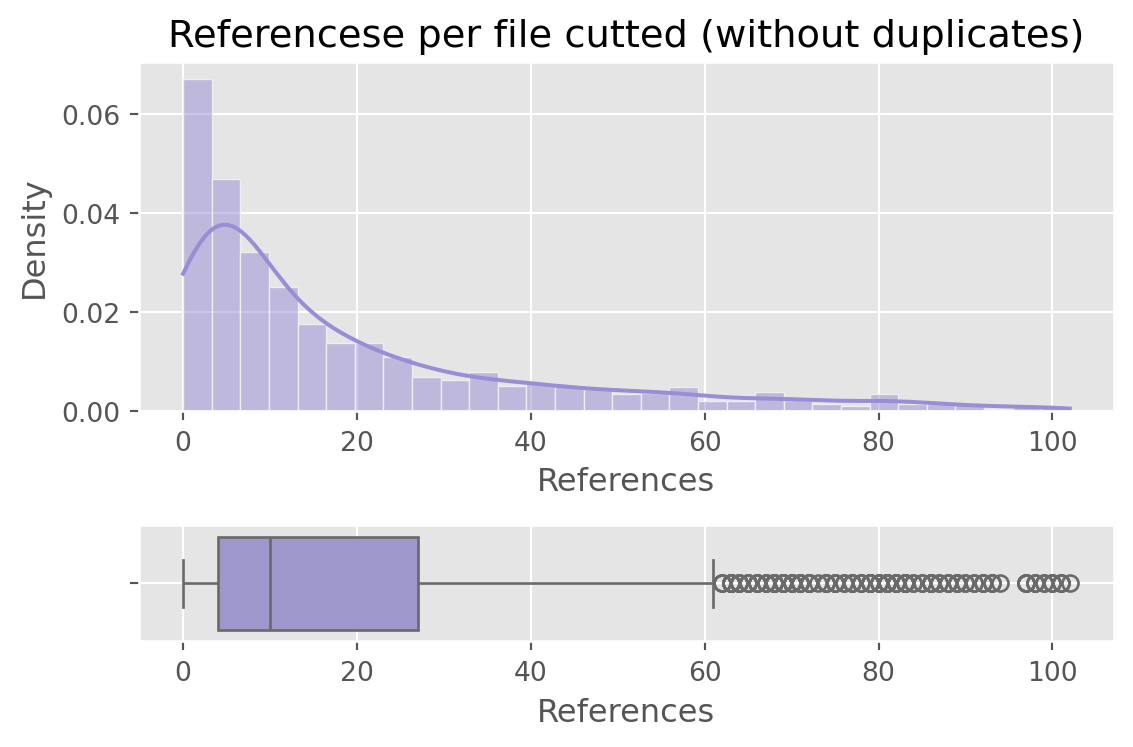 Referencese per file cutted (without duplicates)
0.06
0.04
0.02
0.00
Density
0 20 40 60 80 100
References
0 20 40 60 80 100
References